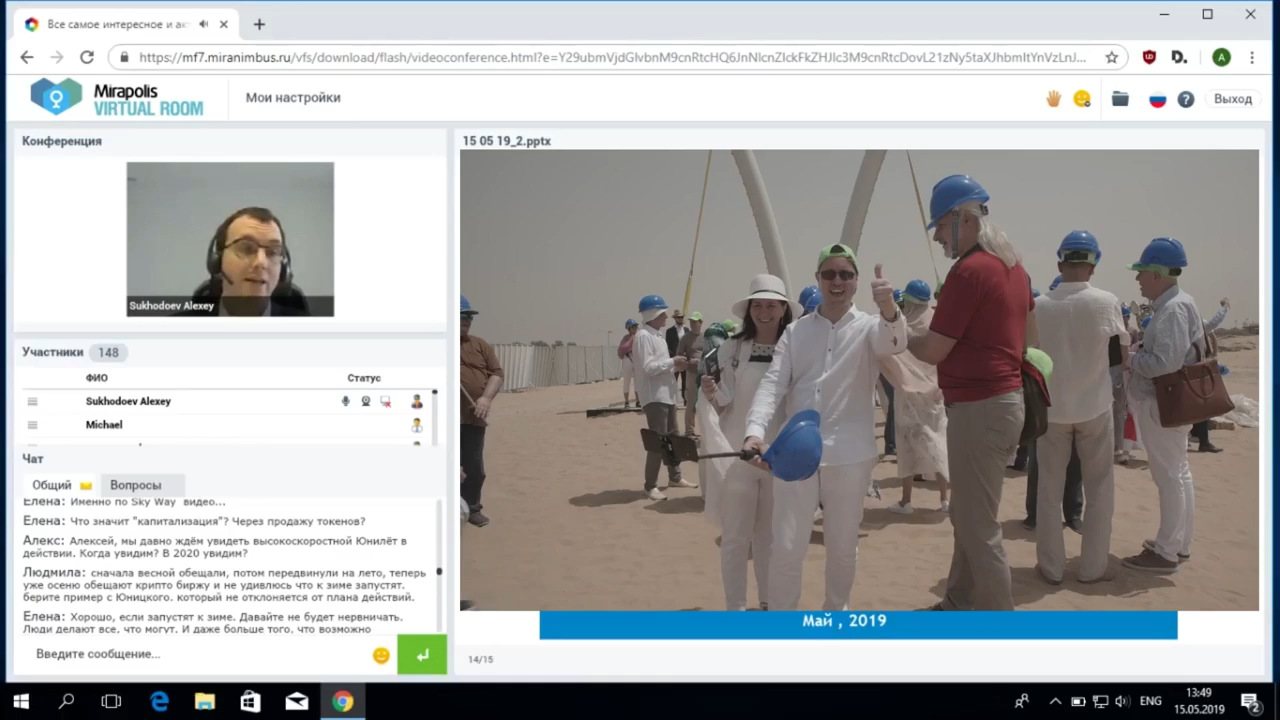 Все самое интересное и ак
https://mf7.miranimbus.ru/vfs/download/flash/videoconference.html?e=Y29ubmVjdGlvbnM9cnRtcHQ6JnNlcnZlckFkZHJlc3M9cnRtcDovL21zNy5taXJhbmltYnVzLnJ...
Mirapolis
VIRTUAL ROOM
Мои настройки
Выход
Конференция
15 05 19_2.pptx
Sukhodoev Alexey
Участники 148
ФИО Статус
Sukhodoev Alexey
Michael
Чат
Общий Вопросы
Елена: Именно по Sky Way видео...
Елена: Что значит "капитализация"? Через продажу токенов?
Алекс: Алексей, мы давно ждём увидеть высокоскоростной Юнилёт в
действии. Когда увидим? В 2020 увидим?
Людмила: сначала весной обещали, потом передвинули на лето, теперь
уже осеню обещают крипто биржу и не удивлюсь что к зиме запустят.
берите пример с Юницкого. который не отклоняется от плана действий.
Елена: Хорошо, если запустят к зиме. Давайте не будет нервничать.
Люди делают все, что могут. И даже больше того, что возможно
Введите сообщение...
Май , 2019
14/15
ENG
13:49
15.05.2019
2